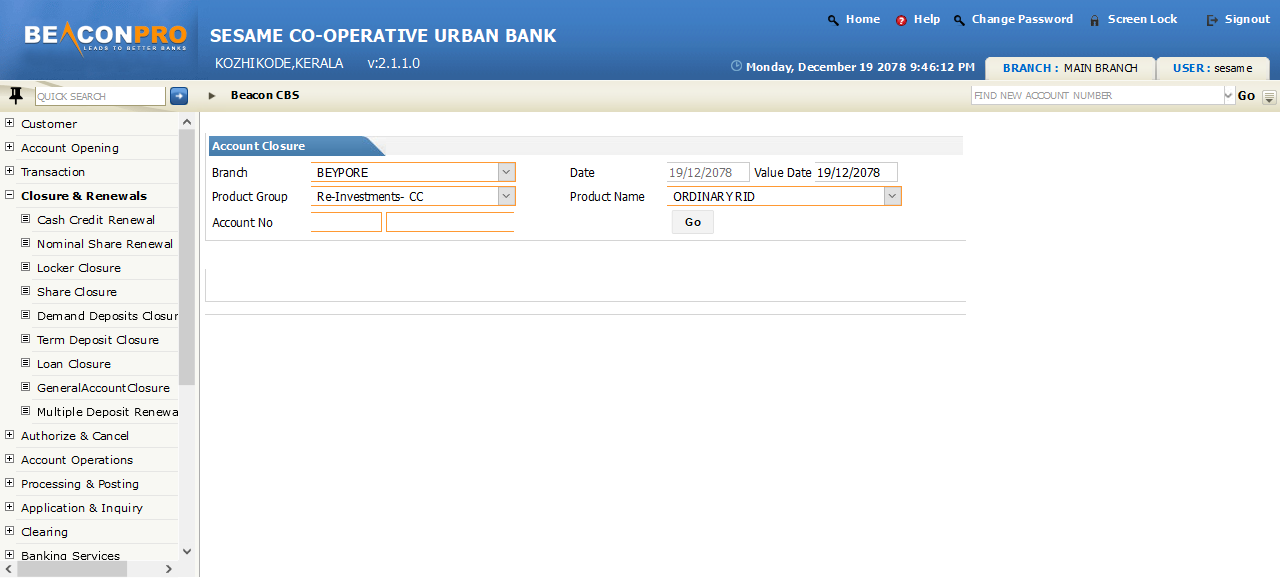 BEACONPRO
LEADS TO BETTER BANKS
SESAME CO-OPERATIVE URBAN BANK
KOZHIKODE,KERALA v:2.1.1.0
Home Help Change Password Screen Lock Signout
Monday, December 19 2078 9:46:12 PM
BRANCH : MAIN BRANCH
USER : sesame
QUICK SEARCH
Beacon CBS
FIND NEW ACCOUNT NUMBER
Go
Customer
Account Opening
Transaction
Closure & Renewals
Cash Credit Renewal
Nominal Share Renewal
Locker Closure
Share Closure
Demand Deposits Closur
Term Deposit Closure
Loan Closure
GeneralAccountClosure
Multiple Deposit Renewa
Authorize & Cancel
Account Operations
Processing & Posting
Application & Inquiry
Clearing
Banking Services
Account Closure
Branch BEYPORE Date 19/12/2078 Value Date 19/12/2078
Product Group Re-Investments- CC Product Name ORDINARY RID
Account No Go